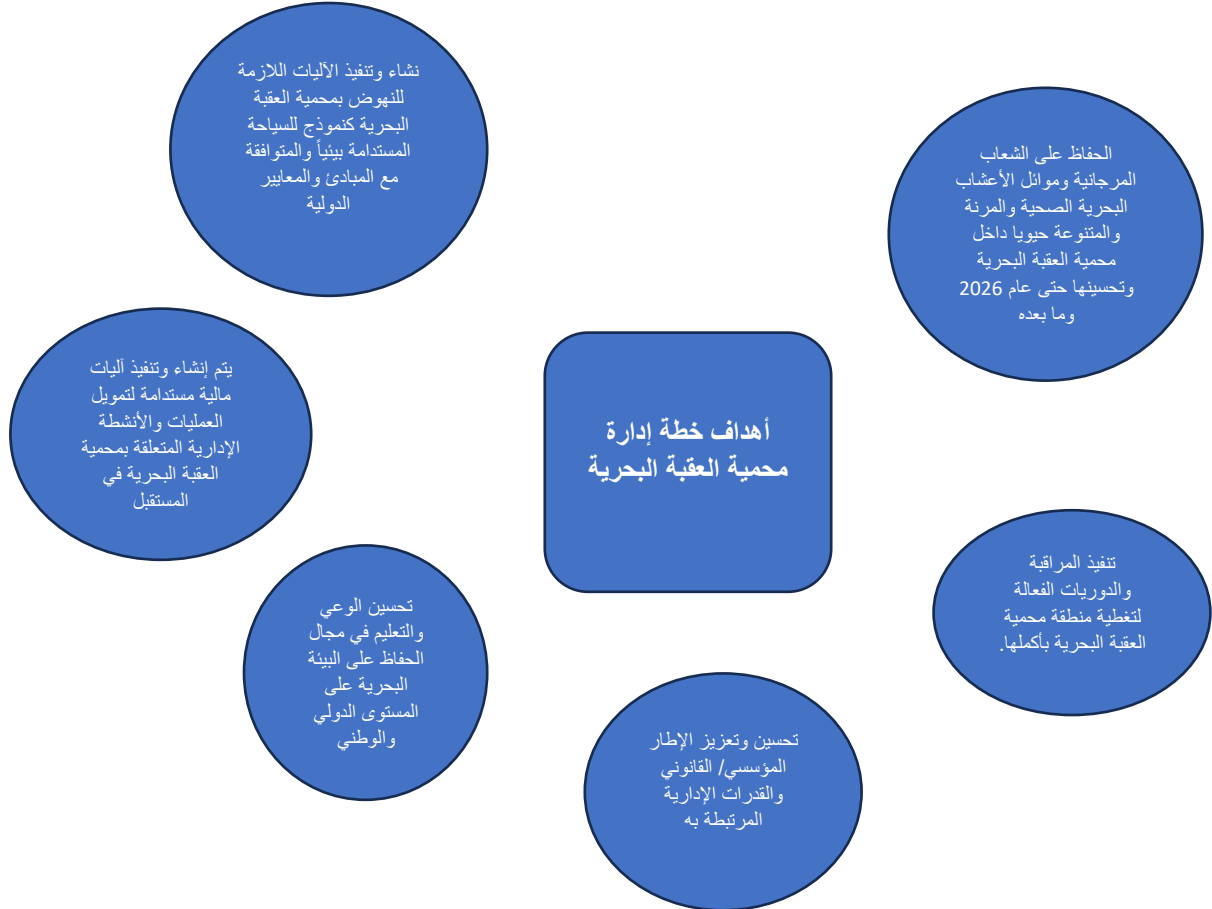 أهداف خطة إدارة
محمية العقبة البحرية
الحفاظ على الشعاب
المرجانية وموائل الأعشاب
البحرية الصحية والمرنة
والمتنوعة حيويا داخل
محمية العقبة البحرية
وتحسينها حتى عام 2026
وما بعده
تنفيذ المراقبة
والدوريات الفعالة
لتغطية منطقة محمية
العقبة البحرية بأكملها.
تحسين وتعزيز الإطار
المؤسسي/ القانوني
والقدرات الإدارية
المرتبطة به
تحسين الوعي
والتعليم في مجال
الحفاظ على البيئة
البحرية على
المستوى الدولي
والوطني
يتم إنشاء وتنفيذ آليات
مالية مستدامة لتمويل
العمليات والأنشطة
الإدارية المتعلقة بمحمية
العقبة البحرية في
المستقبل
نشاء وتنفيذ الآليات اللازمة
للنهوض بمحمية العقبة
البحرية كنموذج للسياحة
المستدامة بيئياً والمتوافقة
مع المبادئ والمعايير
الدولية